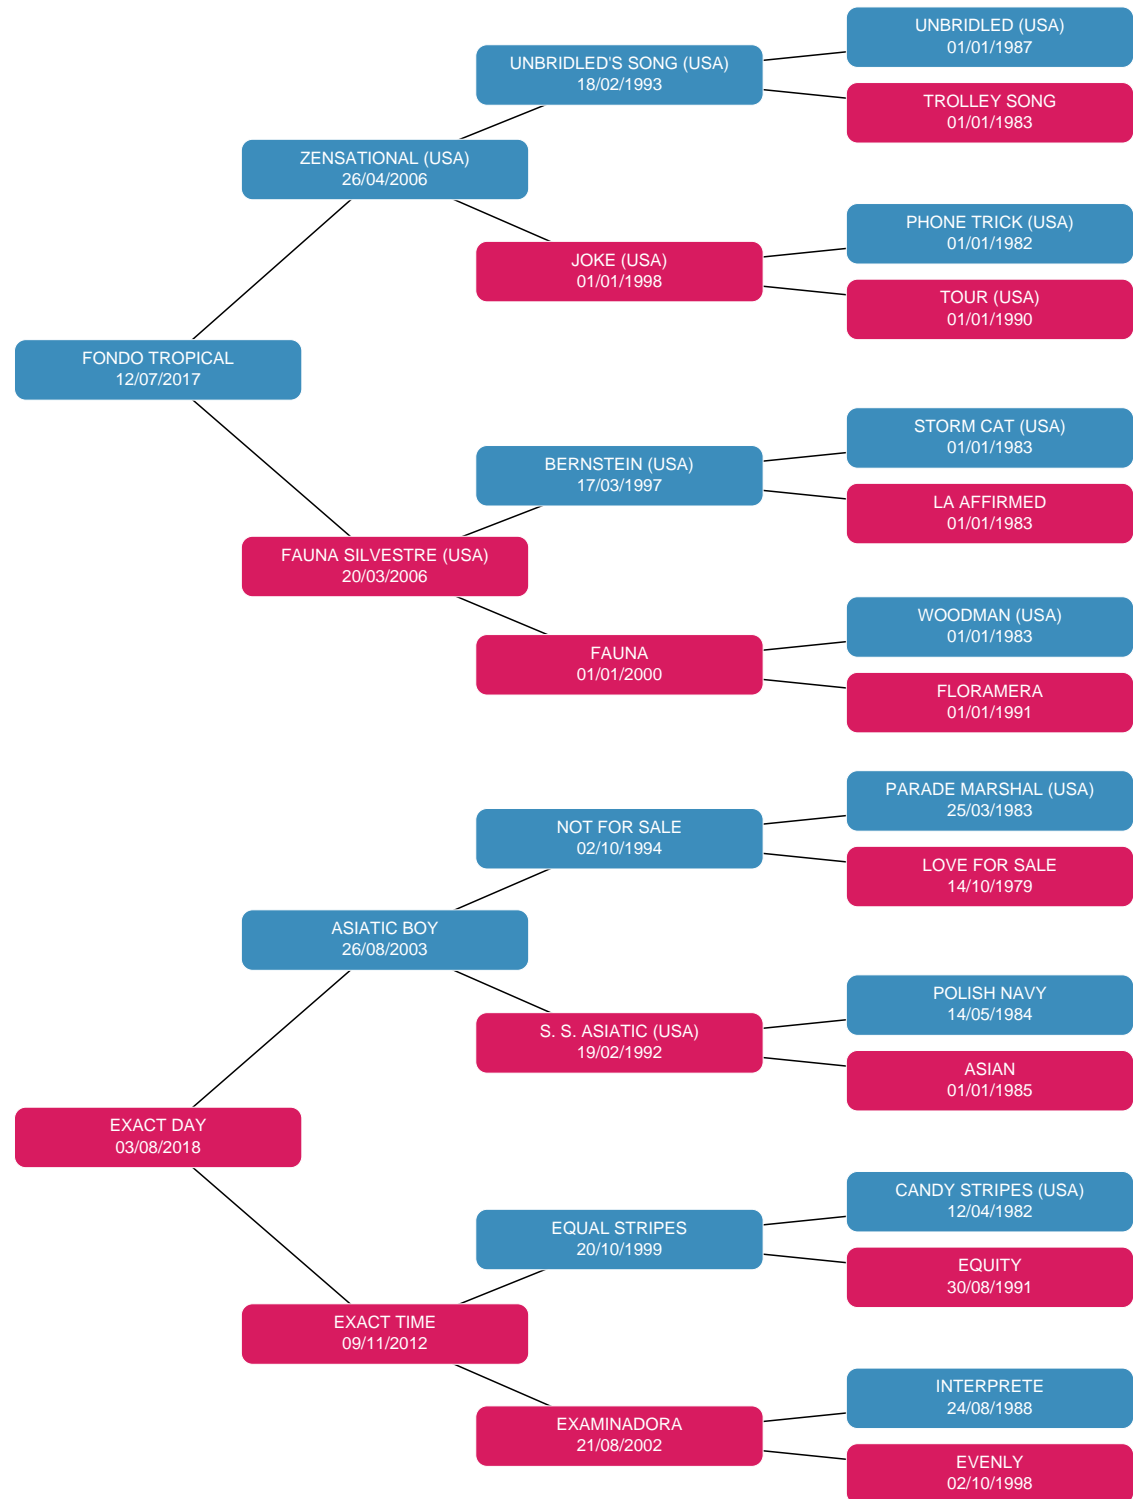 UNBRIDLED (USA)
01/01/1987
UNBRIDLED'S SONG (USA)
18/02/1993
TROLLEY SONG
01/01/1983
ZENSATIONAL (USA)
26/04/2006
PHONE TRICK (USA)
01/01/1982
JOKE (USA)
01/01/1998
TOUR (USA)
01/01/1990
FONDO TROPICAL
12/07/2017
STORM CAT (USA)
01/01/1983
BERNSTEIN (USA)
17/03/1997
LA AFFIRMED
01/01/1983
FAUNA SILVESTRE (USA)
20/03/2006
WOODMAN (USA)
01/01/1983
FAUNA
01/01/2000
FLORAMERA
01/01/1991
PARADE MARSHAL (USA)
25/03/1983
NOT FOR SALE
02/10/1994
LOVE FOR SALE
14/10/1979
ASIATIC BOY
26/08/2003
POLISH NAVY
14/05/1984
S. S. ASIATIC (USA)
19/02/1992
ASIAN
01/01/1985
EXACT DAY
03/08/2018
CANDY STRIPES (USA)
12/04/1982
EQUAL STRIPES
20/10/1999
EQUITY
30/08/1991
EXACT TIME
09/11/2012
INTERPRETE
24/08/1988
EXAMINADORA
21/08/2002
EVENLY
02/10/1998